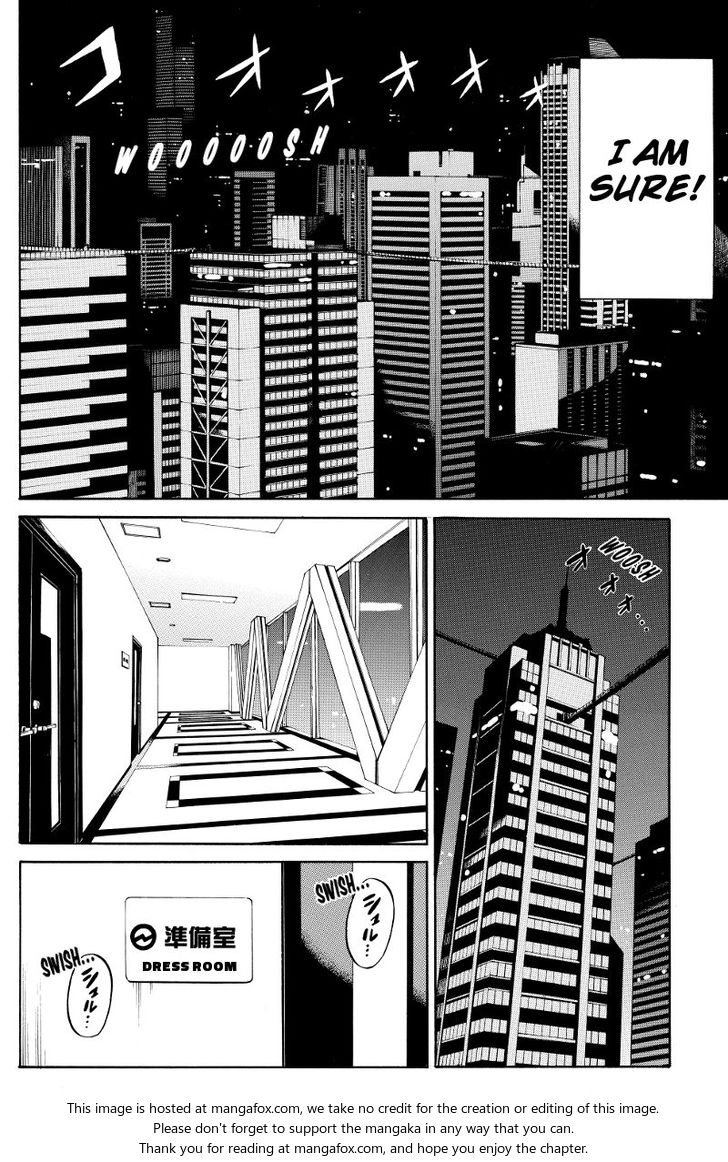 I AM
SURE!
コオオオオオ
WOOOOOSH
WOOSH
オオオ...
SWISH...
シュル...
準備室
DRESS ROOM
SWISH...
シュル...
This image is hosted at mangafox.com, we take no credit for the creation or editing of this image.
Please don't forget to support the mangaka in any way that you can.
Thank you for reading at mangafox.com, and hope you enjoy the chapter.